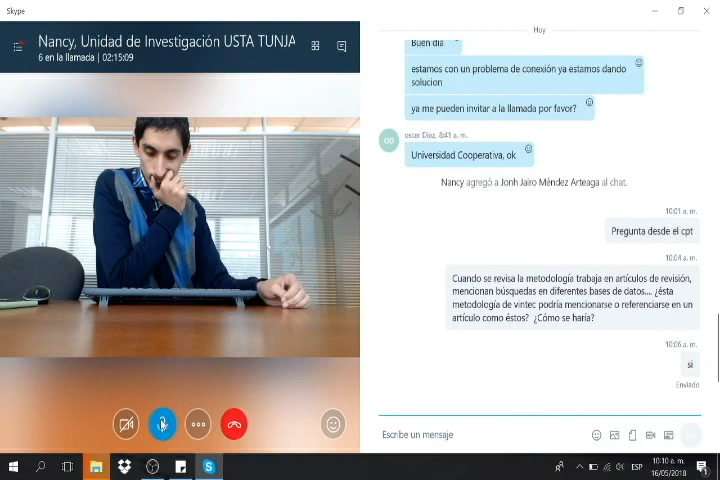 Skype
Nancy, Unidad de Investigación USTA TUNJA
6 en la llamada | 02:15:09
Hoy
Buen día
estamos con un problema de conexión ya estamos dando
solucion
ya me pueden invitar a la llamada por favor?
OD
oscar Diaz, 8:41 a. m.
Universidad Cooperativa, ok
Nancy agregó a Jonh Jairo Méndez Arteaga al chat.
10:01 a. m.
Pregunta desde el cpt
10:04 a. m.
Cuando se revisa la metodología trabaja en artículos de revisión,
mencionan búsquedas en diferentes bases de datos.... ¿ésta
metodología de vintec podría mencionarse o referenciarse en un
artículo como éstos? ¿Cómo se haría?
10:06 a. m.
si
Enviado
Escribe un mensaje
ESP
10:10 a. m.
16/05/2018